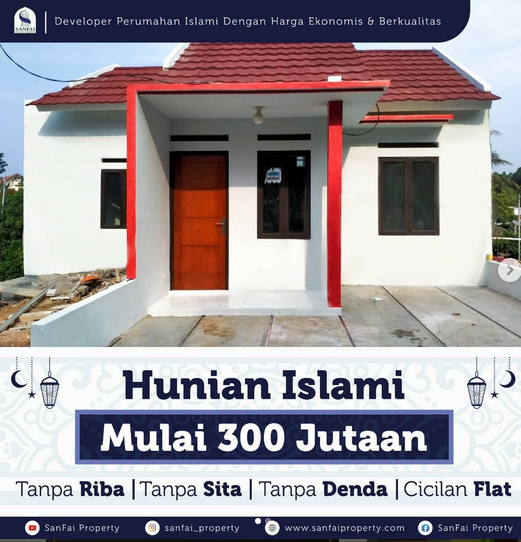 SANFAI
Developer Perumahan Islami Dengan Harga Ekonomis & Berkualitas
Hunian Islami
Mulai 300 Jutaan
Tanpa Riba | Tanpa Sita | Tanpa Denda | Cicilan Flat
SanFai Property sanfai_property www.sanfaiproperty.com SanFai Property